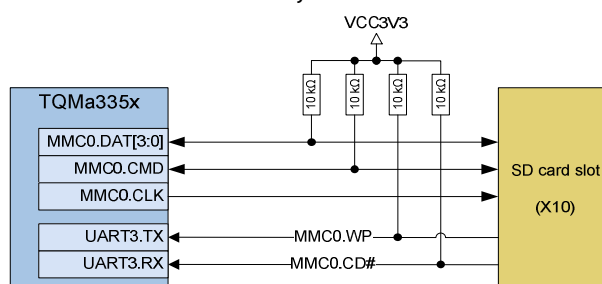 VCC3V3
10 kΩ
10 kΩ
10 kΩ
10 kΩ
TQMa335x
MMC0.DAT[3:0]
MMC0.CMD
MMC0.CLK
SD card slot
(X10)
UART3.TX
MMC0.WP
UART3.RX
MMC0.CD#